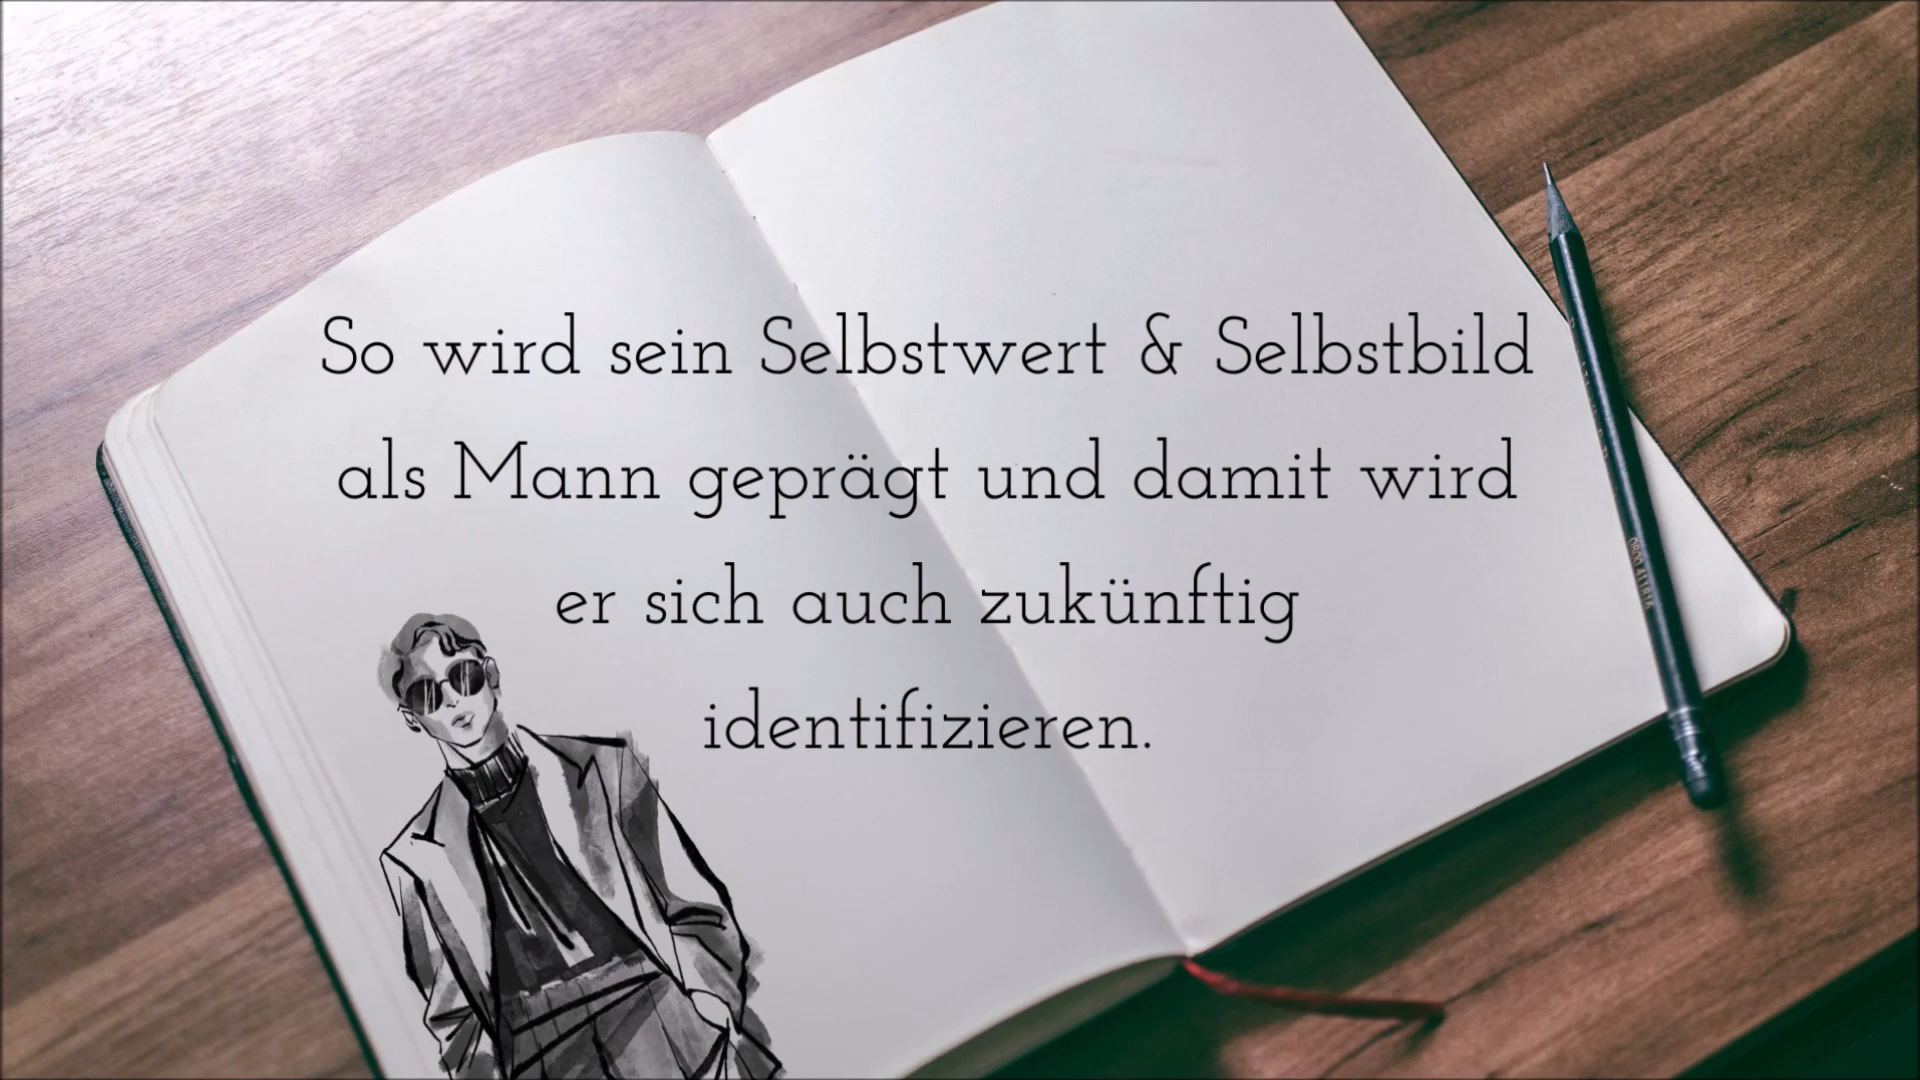 So wird sein Selbstwert & Selbstbild
als Mann geprägt und damit wird
er sich auch zukünftig
identifizieren.